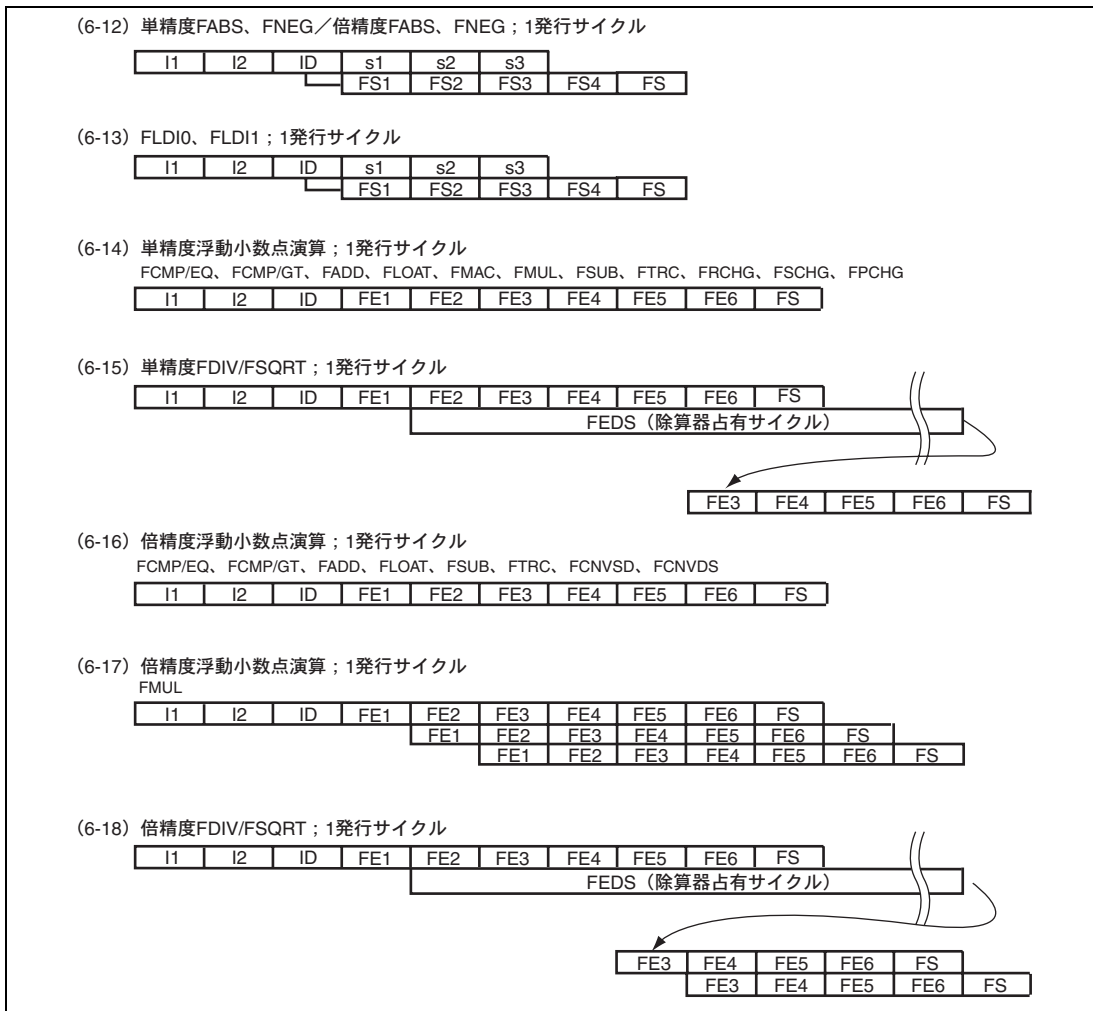 （6-12）単精度FABS、FNEG／倍精度FABS、FNEG；1発行サイクル
I1 I2 ID s1 s2 s3
FS1 FS2 FS3 FS4 FS
（6-13）FLDI0、FLDI1；1発行サイクル
I1 I2 ID s1 s2 s3
FS1 FS2 FS3 FS4 FS
（6-14）単精度浮動小数点演算；1発行サイクル
FCMP/EQ、FCMP/GT、FADD、FLOAT、FMAC、FMUL、FSUB、FTRC、FRCHG、FSCHG、FPCHG
I1 I2 ID FE1 FE2 FE3 FE4 FE5 FE6 FS
（6-15）単精度FDIV/FSQRT；1発行サイクル
I1 I2 ID FE1 FE2 FE3 FE4 FE5 FE6 FS
FEDS（除算器占有サイクル）
FE3 FE4 FE5 FE6 FS
（6-16）倍精度浮動小数点演算；1発行サイクル
FCMP/EQ、FCMP/GT、FADD、FLOAT、FSUB、FTRC、FCNVSD、FCNVDS
I1 I2 ID FE1 FE2 FE3 FE4 FE5 FE6 FS
（6-17）倍精度浮動小数点演算；1発行サイクル
FMUL
I1 I2 ID FE1 FE2 FE3 FE4 FE5 FE6 FS
FE1 FE2 FE3 FE4 FE5 FE6 FS
FE1 FE2 FE3 FE4 FE5 FE6 FS
（6-18）倍精度FDIV/FSQRT；1発行サイクル
I1 I2 ID FE1 FE2 FE3 FE4 FE5 FE6 FS
FEDS（除算器占有サイクル）
FE3 FE4 FE5 FE6 FS
FE3 FE4 FE5 FE6 FS